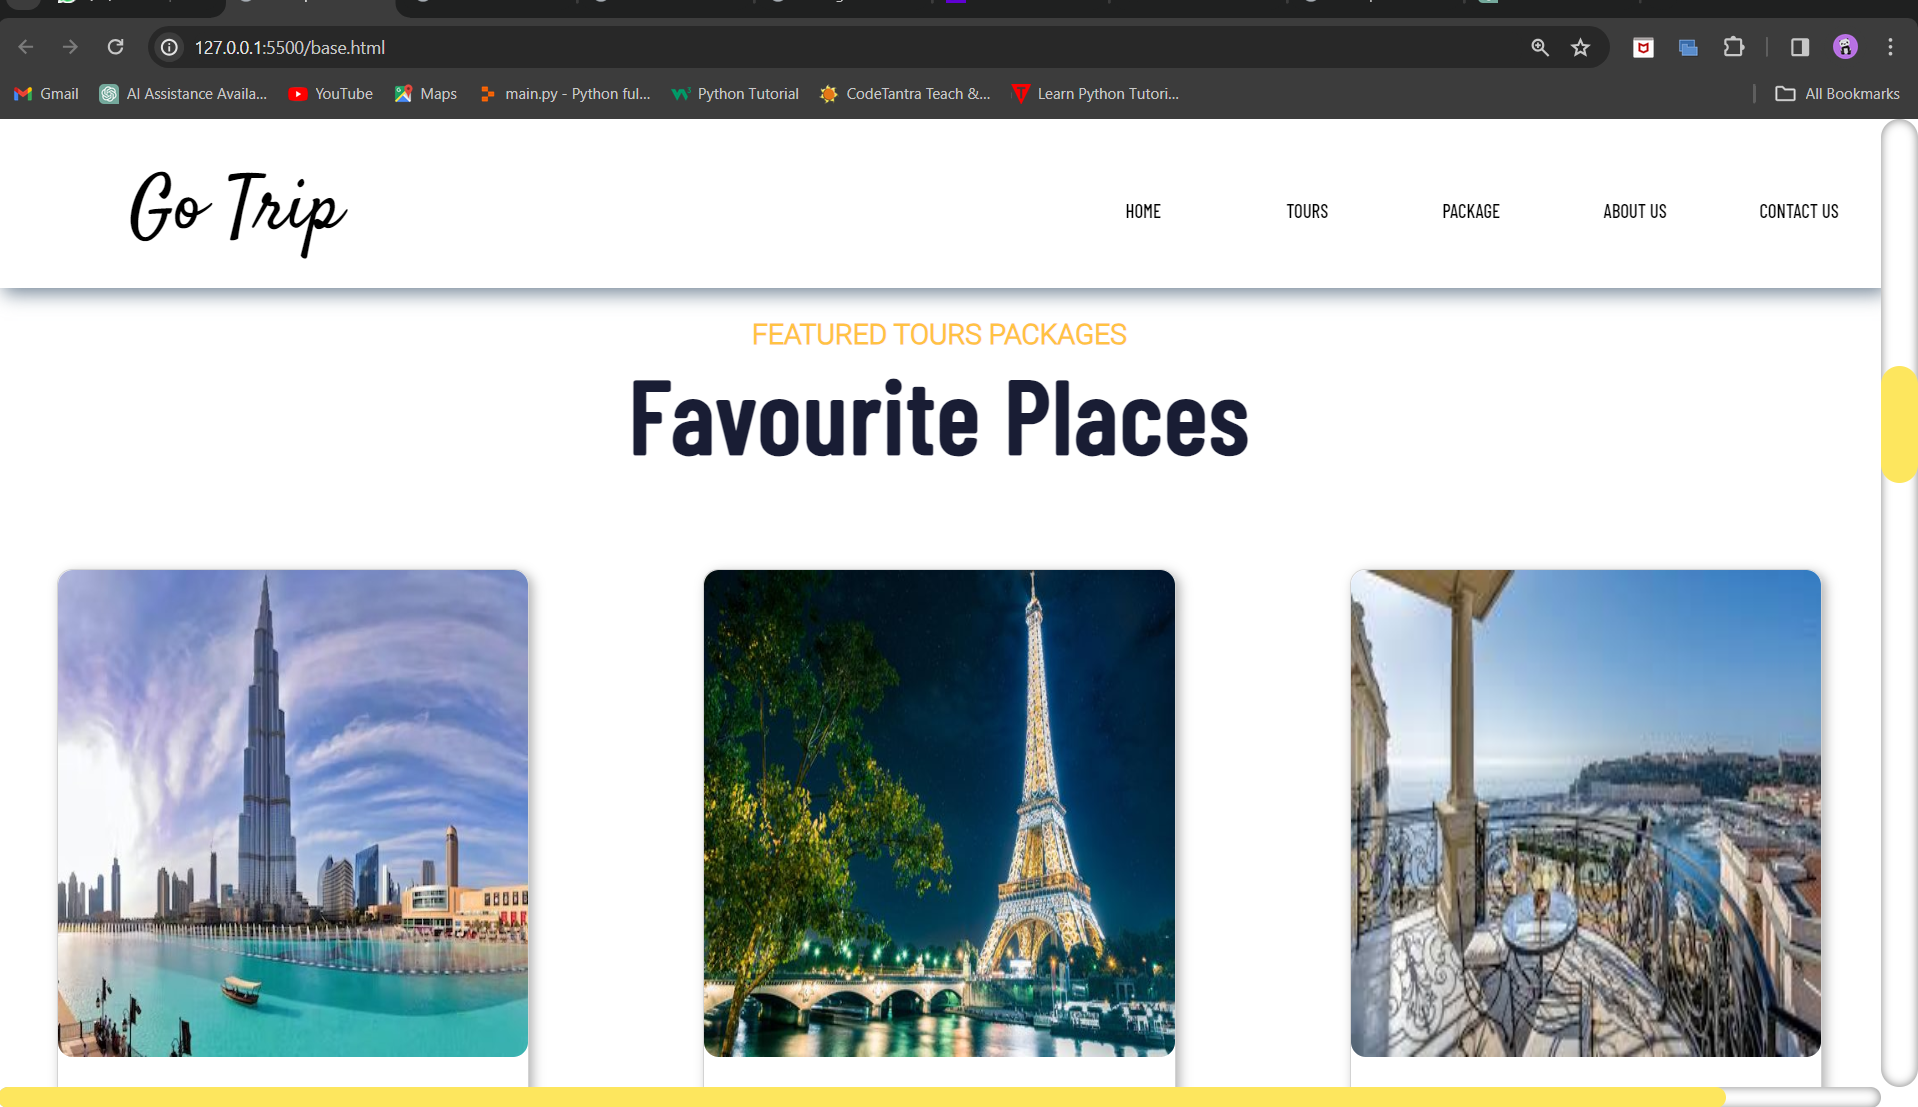 127.0.0.1:5500/base.html
Gmail
AI Assistance Availa...
YouTube
Maps
main.py - Python ful...
Python Tutorial
CodeTantra Teach &...
Learn Python Tutori...
All Bookmarks
Go Trip
HOME
TOURS
PACKAGE
ABOUT US
CONTACT US
FEATURED TOURS PACKAGES
Favourite Places